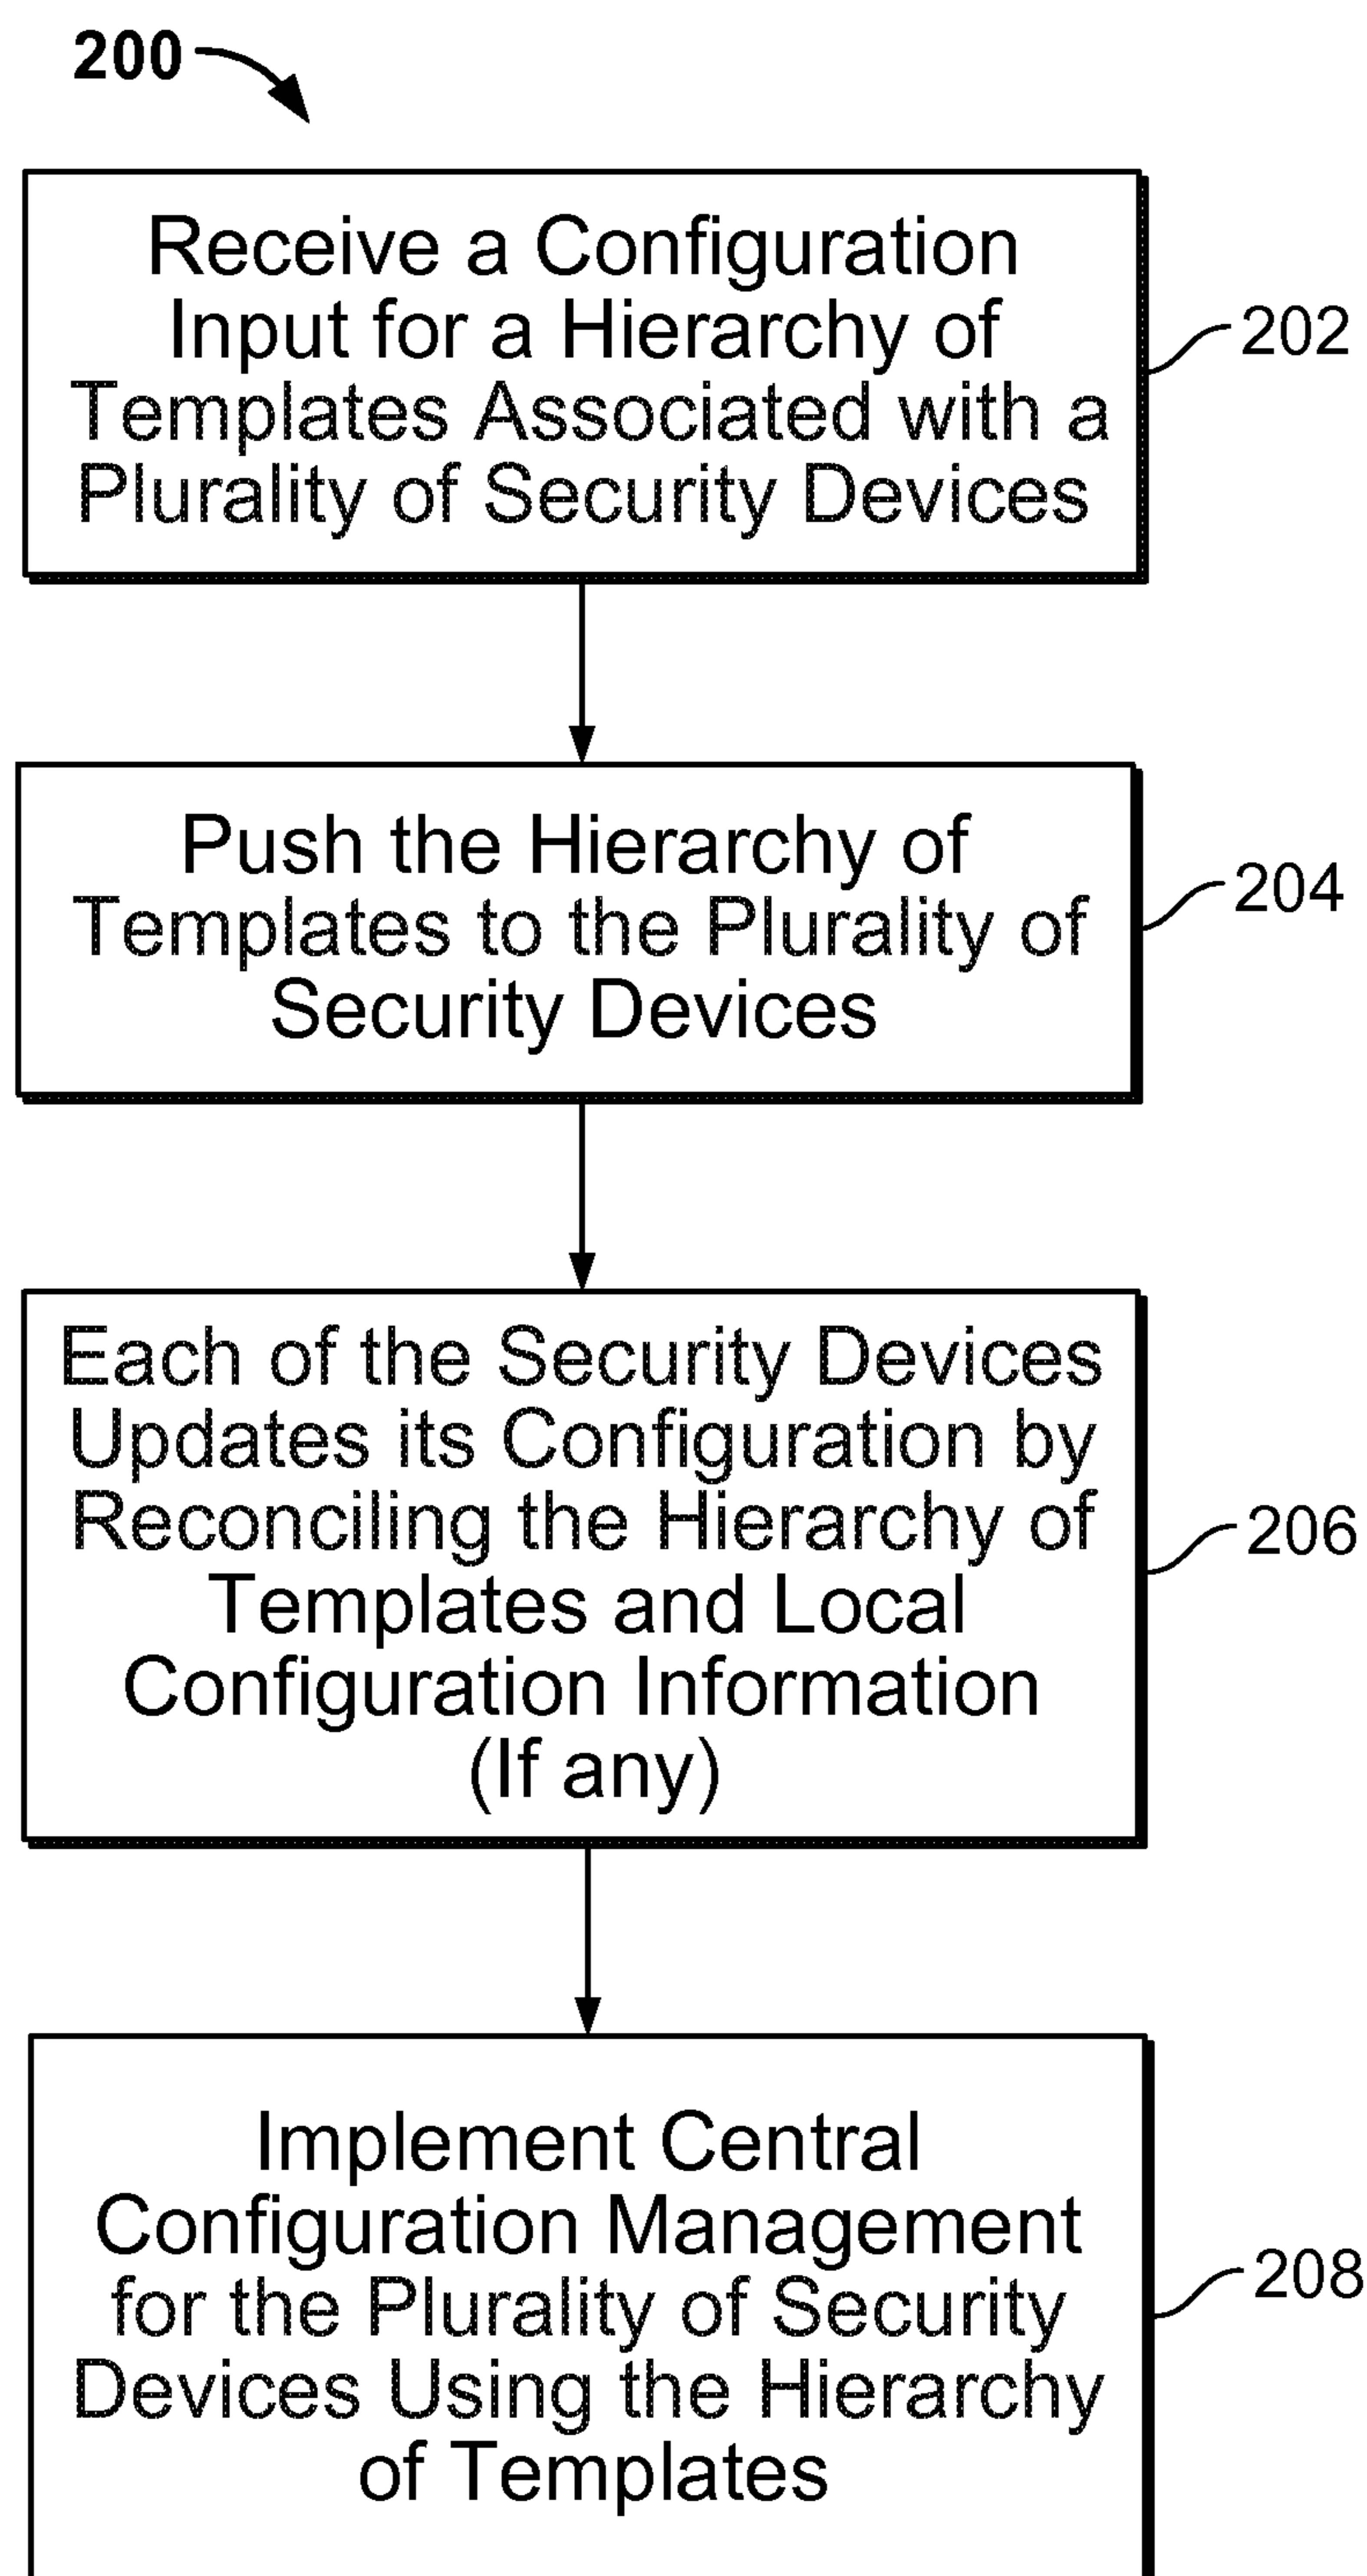 200
Receive a Configuration
Input for a Hierarchy of
Templates Associated with a
Plurality of Security Devices
202
Push the Hierarchy of
Templates to the Plurality of
Security Devices
204
Each of the Security Devices
Updates its Configuration by
Reconciling the Hierarchy of
Templates and Local
Configuration Information
(If any)
206
Implement Central
Configuration Management
for the Plurality of Security
Devices Using the Hierarchy
of Templates
208